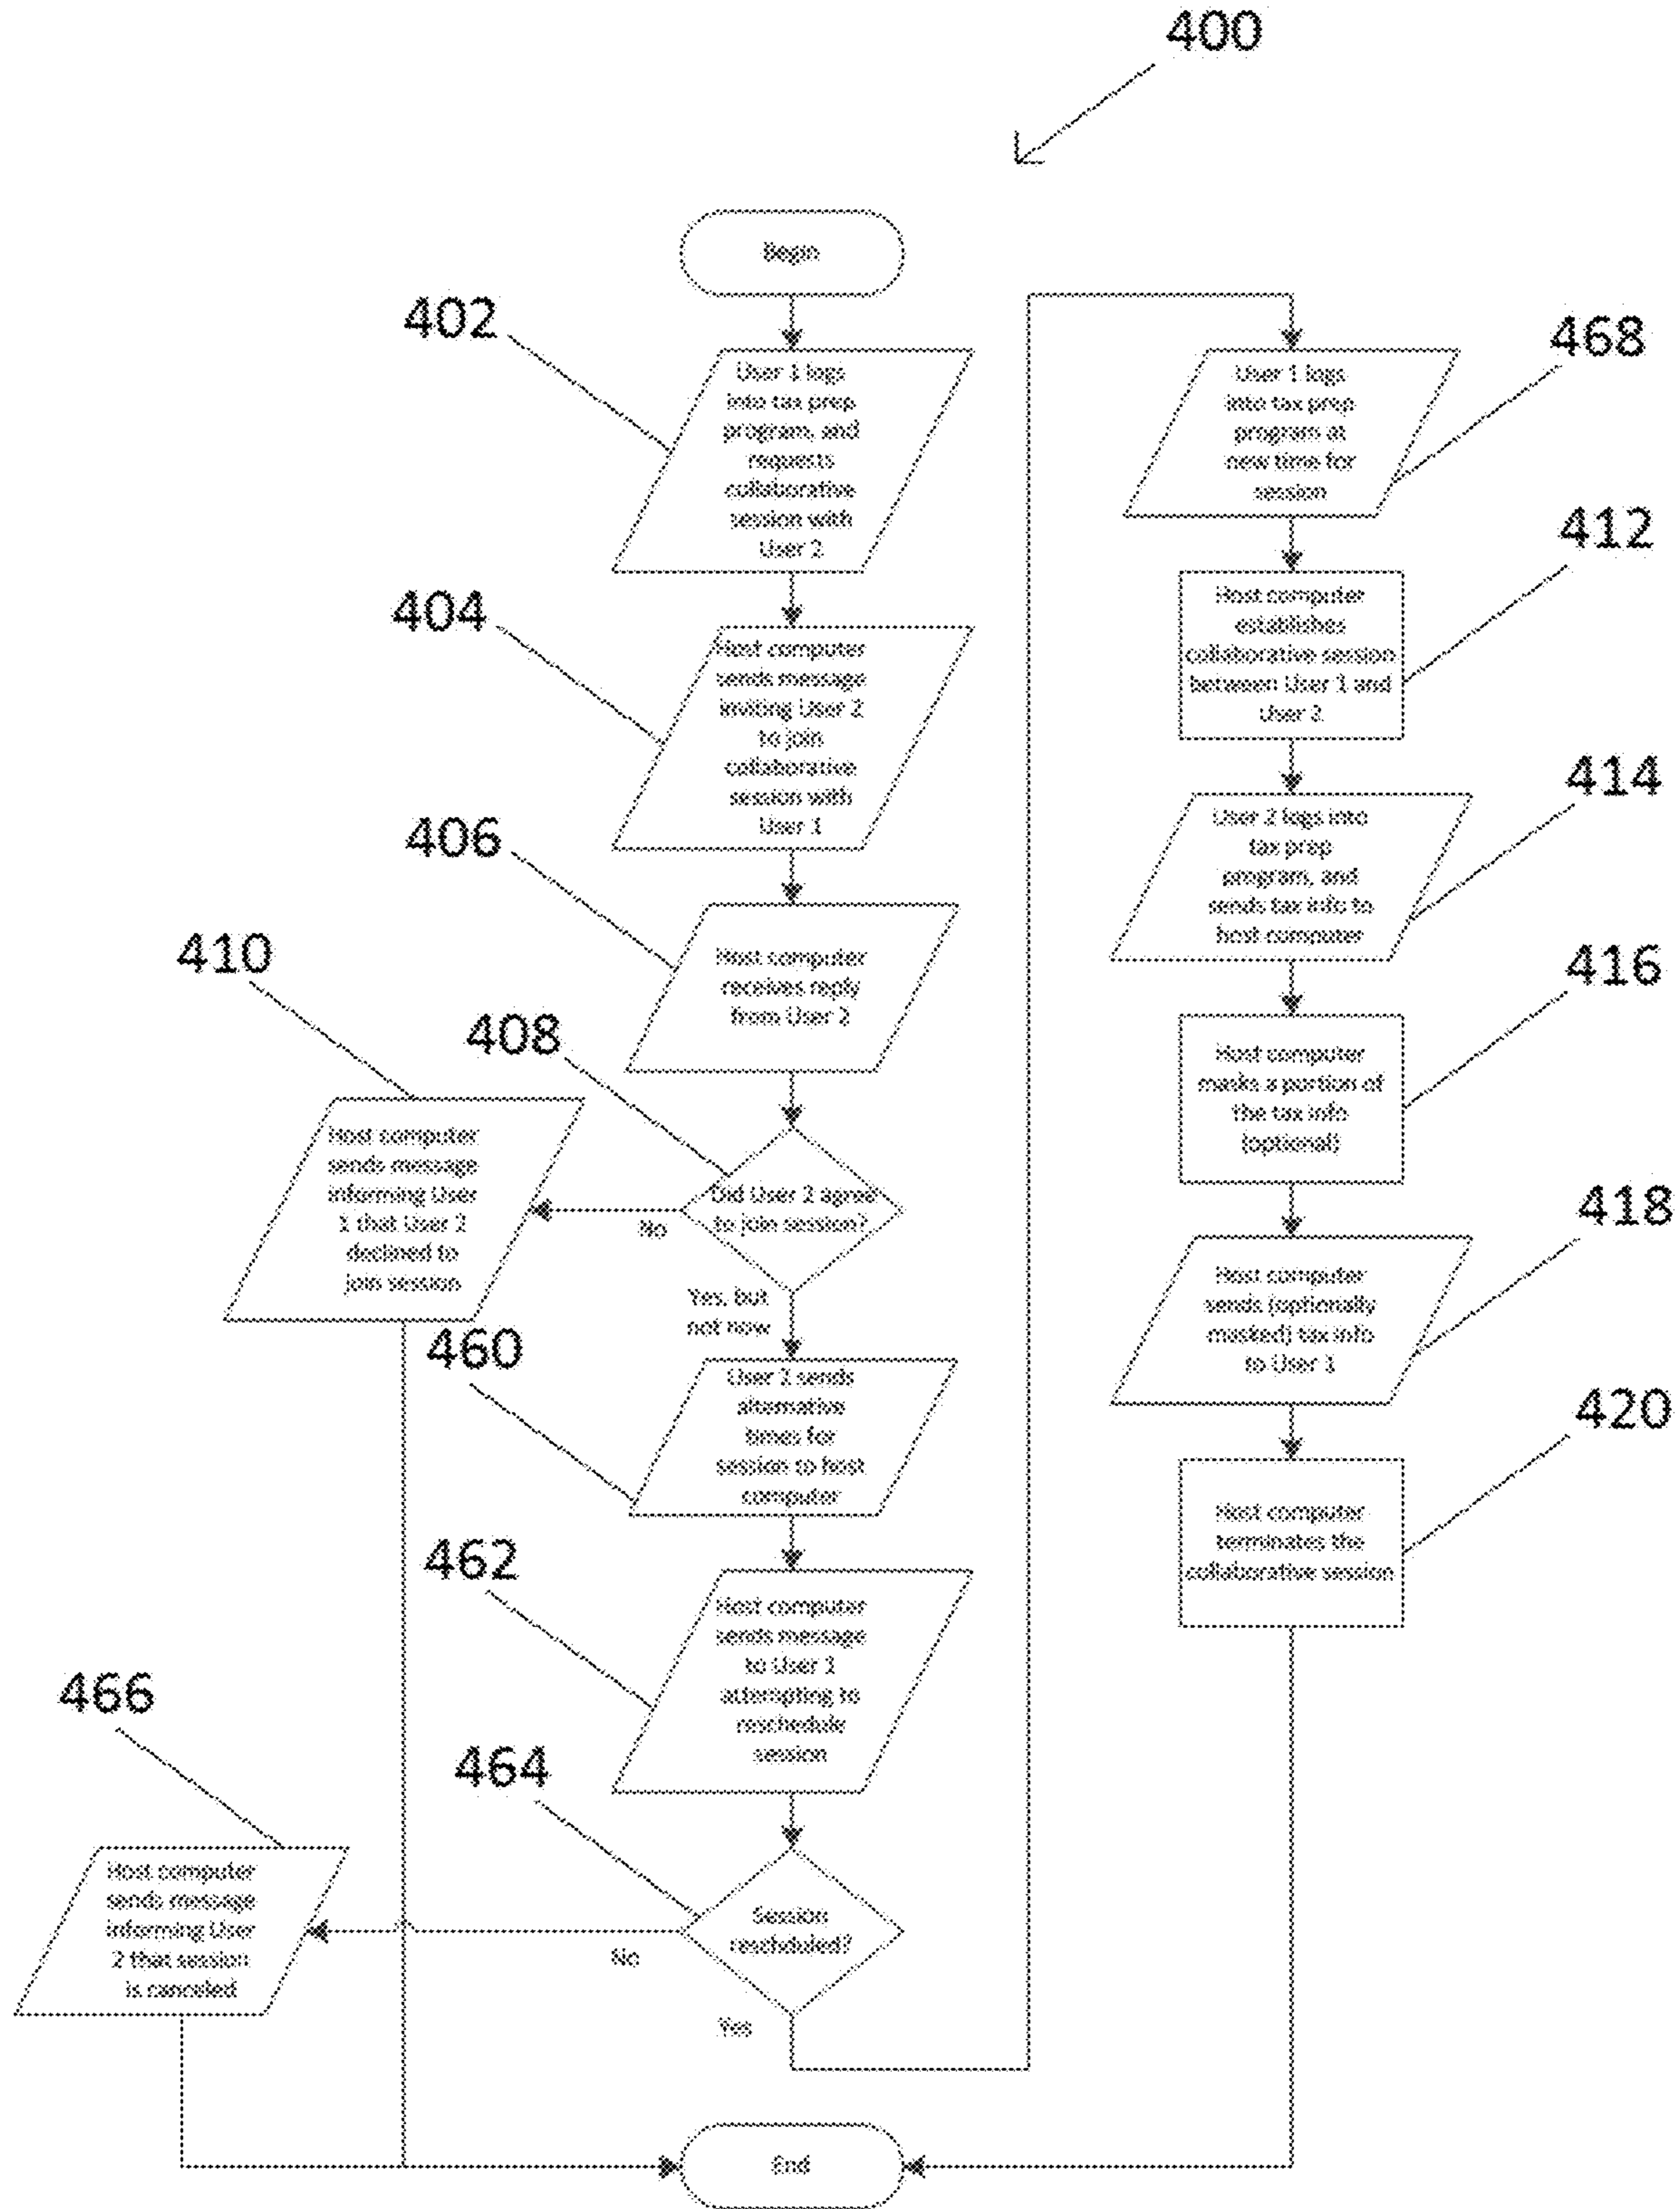 400
Begin
402
User 1 logs
into tax prep
program, and
requests
collaborative
session with
User 2
404
Host computer
sends message
inviting User 2
to join
collaborative
session with
User 1
406
Host computer
receives reply
from User 2
408
Did User 2 agree
to join session?
No
410
Host computer
sends message
informing User
1 that User 2
declined to
join session
Yes, but
not now
460
User 2 sends
alternative
times for
session to host
computer
462
Host computer
sends message
to User 1
attempting to
reschedule
session
464
Session
reschduled?
No
466
Host computer
sends message
informing User
2 that session
is canceled
Yes
468
User 1 logs
into tax prep
program at
new time for
session
412
Host computer
establishes
collaborative session
between User 1 and
User 2
414
User 2 logs into
tax prep
program, and
sends tax info to
host computer
416
Host computer
masks a portion of
the tax info
(optional)
418
Host computer
sends (optionally
masked) tax info
to User 1
420
Host computer
terminates the
collaborative session
End